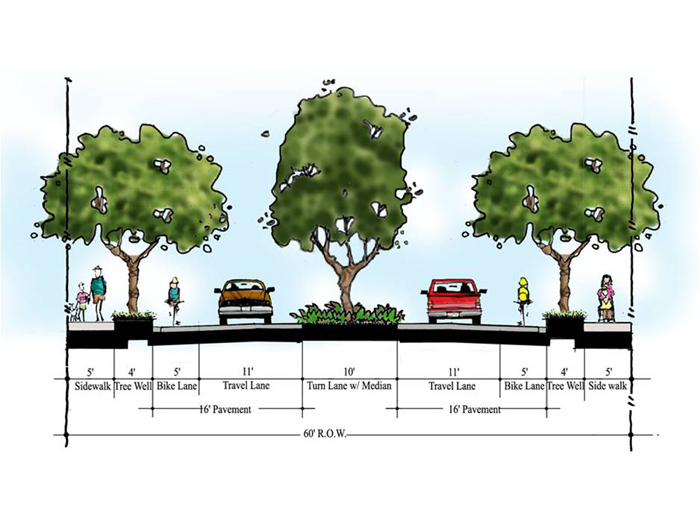 5' 4' 5' 11' 10' 11' 5' 4' 5'
Sidewalk Tree Well Bike Lane Travel Lane Turn Lane w/ Median Travel Lane Bike Lane Tree Well Side walk
16' Pavement 16' Pavement
60' R.O.W.